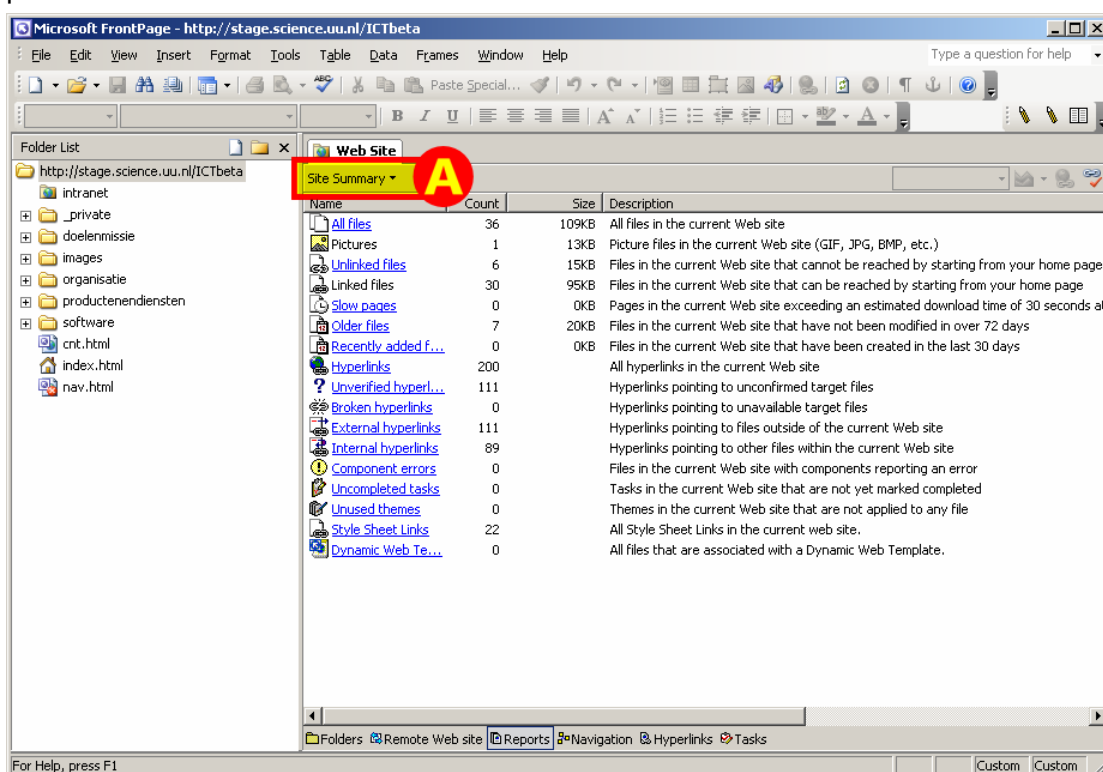 Microsoft FrontPage - http://stage.science.uu.nl/ICTbeta
File Edit View Insert Format Tools Table Data Frames Window Help Type a question for help
ABC Paste Special...
B I U A A ab A
Folder List
Web Site
http://stage.science.uu.nl/ICTbeta
intranet
_private
doelenmissie
images
organisatie
productenendiensten
software
cnt.html
index.html
nav.html
Site Summary A
Name Count Size Description
All files 36 109KB All files in the current Web site
Pictures 1 13KB Picture files in the current Web site (GIF, JPG, BMP, etc.)
Unlinked files 6 15KB Files in the current Web site that cannot be reached by starting from your home page
Linked files 30 95KB Files in the current Web site that can be reached by starting from your home page
Slow pages 0 0KB Pages in the current Web site exceeding an estimated download time of 30 seconds at
Older files 7 20KB Files in the current Web site that have not been modified in over 72 days
Recently added f... 0 0KB Files in the current Web site that have been created in the last 30 days
Hyperlinks 200 All hyperlinks in the current Web site
? Unverified hyperl... 111 Hyperlinks pointing to unconfirmed target files
Broken hyperlinks 0 Hyperlinks pointing to unavailable target files
External hyperlinks 111 Hyperlinks pointing to files outside of the current Web site
Internal hyperlinks 89 Hyperlinks pointing to other files within the current Web site
Component errors 0 Files in the current Web site with components reporting an error
Uncompleted tasks 0 Tasks in the current Web site that are not yet marked completed
Unused themes 0 Themes in the current Web site that are not applied to any file
Style Sheet Links 22 All Style Sheet Links in the current web site.
Dynamic Web Te... 0 All files that are associated with a Dynamic Web Template.
Folders Remote Web site Reports Navigation Hyperlinks Tasks
For Help, press F1 Custom Custom